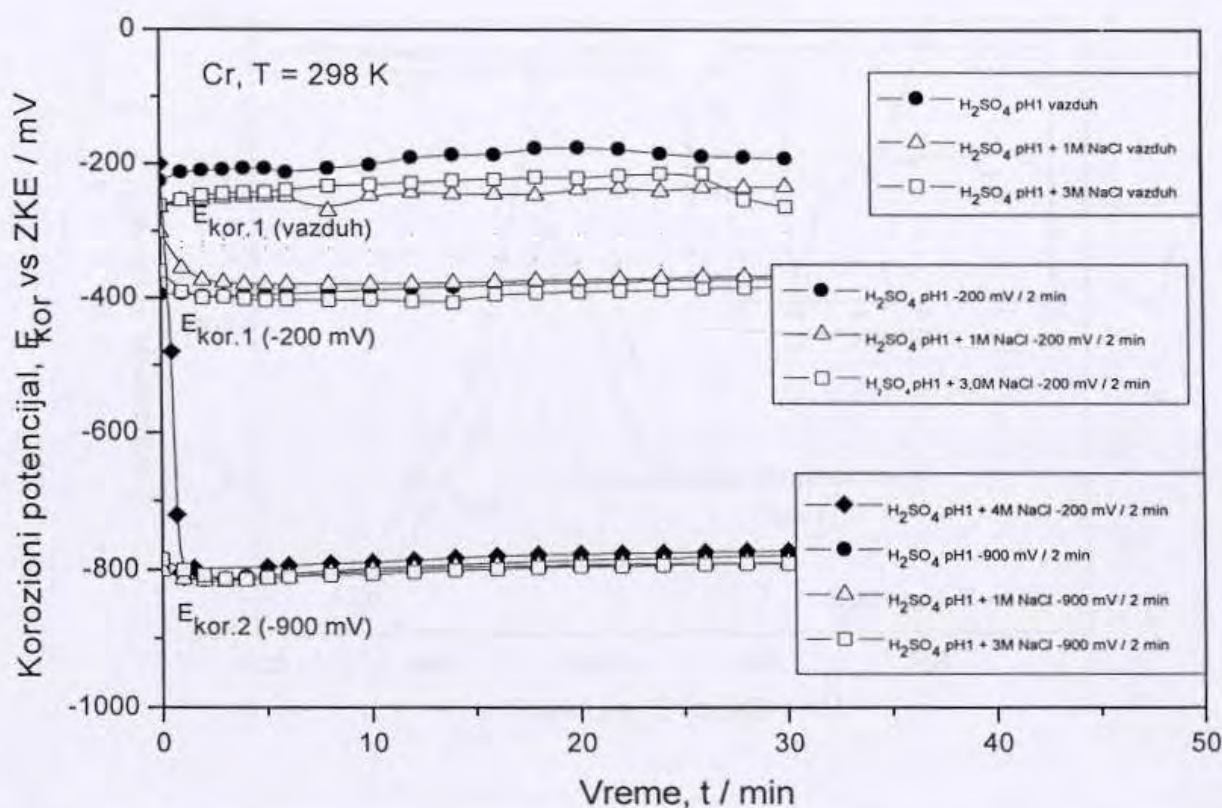 Korozioni potencijal, E kor vs ZKE / mV
0
-200
-400
-600
-800
-1000
Cr, T = 298 K
H2SO4 pH1 vazduh
H2SO4 pH1 + 1M NaCl vazduh
H2SO4 pH1 + 3M NaCl vazduh
E kor.1 (vazduh)
H2SO4 pH1 -200 mV / 2 min
H2SO4 pH1 + 1M NaCl -200 mV / 2 min
H2SO4 pH1 + 3,0M NaCl -200 mV / 2 min
E kor.1 (-200 mV)
H2SO4 pH1 + 4M NaCl -200 mV / 2 min
H2SO4 pH1 -900 mV / 2 min
H2SO4 pH1 + 1M NaCl -900 mV / 2 min
H2SO4 pH1 + 3M NaCl -900 mV / 2 min
E kor.2 (-900 mV)
0 10 20 30 40 50
Vreme, t / min